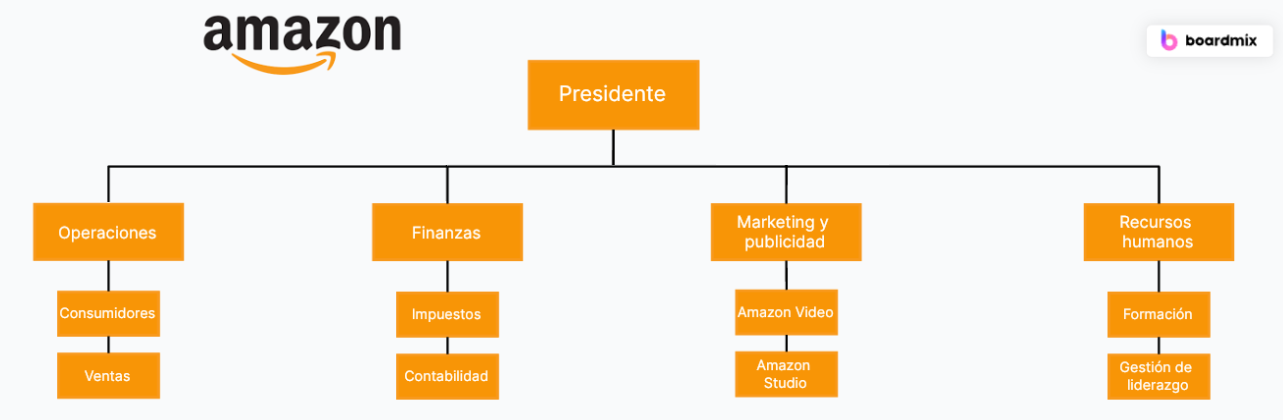 amazon
boardmix
Presidente
Operaciones
Finanzas
Marketing y
publicidad
Recursos
humanos
Consumidores
Impuestos
Amazon Video
Formación
Ventas
Contabilidad
Amazon
Studio
Gestión de
liderazgo